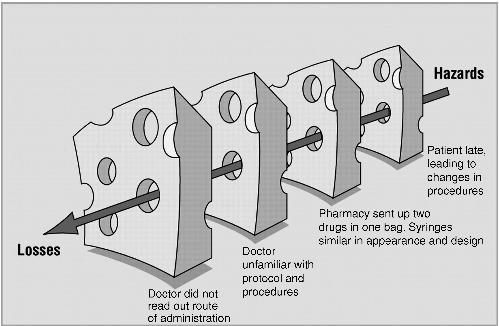 Hazards
Patient late,
leading to
changes in
procedures
Pharmacy sent up two
drugs in one bag. Syringes
similar in appearance and design
Doctor
unfamiliar with
protocol and
procedures
Doctor did not
read out route
of administration
Losses